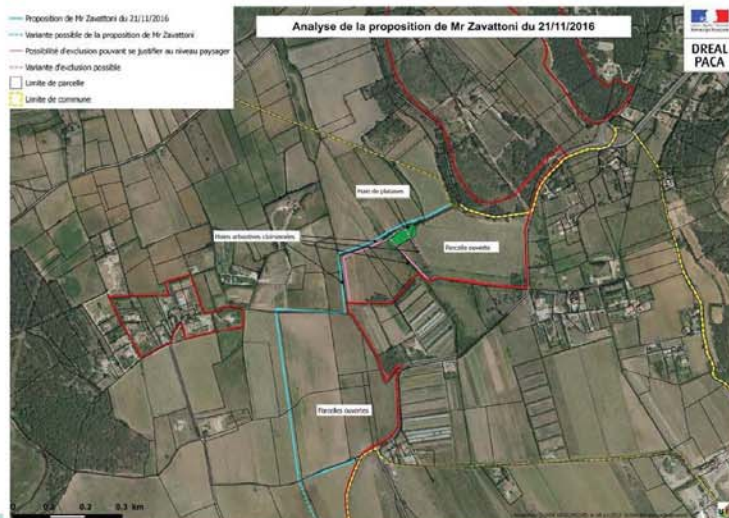 Analyse de la proposition de Mr Zavattoni du 21/11/2016
Proposition de Mr Zavattoni du 21/11/2016
Variante possible de la proposition de Mr Zavattoni
Possibilité d'exclusion pouvant se justifier au niveau paysager
Variante d'exclusion possible
Limite de parcelle
Limite de commune
DREAL
PACA
Haie de platanes
Haies arbustives
Parcelle ouverte
Parcelles ouvertes
0.3 km